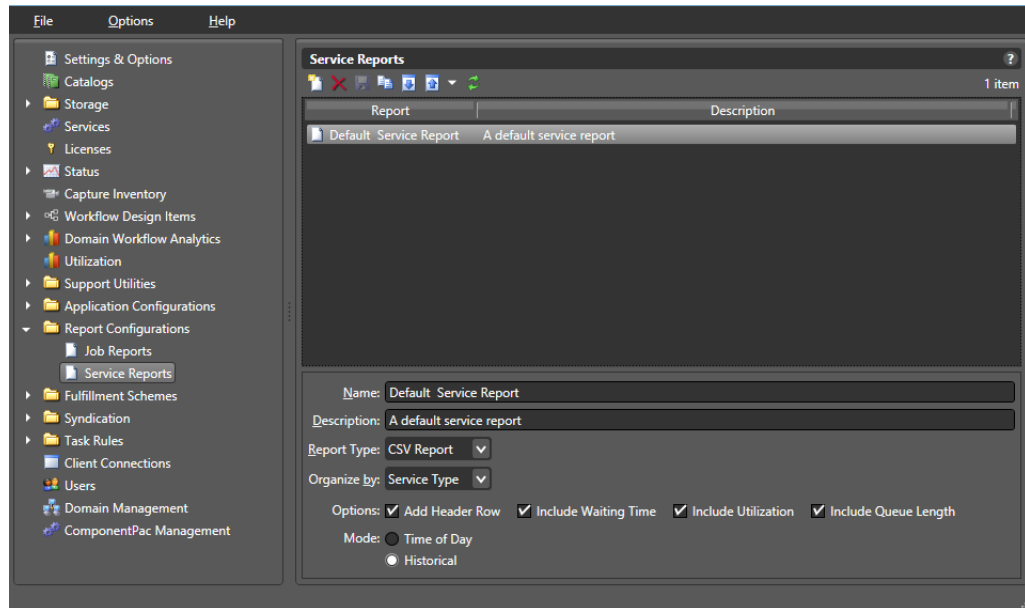 File Options Help
Settings & Options
Catalogs
Storage
Services
Licenses
Status
Capture Inventory
Workflow Design Items
Domain Workflow Analytics
Utilization
Support Utilities
Application Configurations
Report Configurations
Job Reports
Service Reports
Fulfillment Schemes
Syndication
Task Rules
Client Connections
Users
Domain Management
ComponentPac Management
Service Reports ?
1 item
Report Description
Default Service Report A default service report
Name: Default Service Report
Description: A default service report
Report Type: CSV Report
Organize by: Service Type
Options: Add Header Row Include Waiting Time Include Utilization Include Queue Length
Mode: Time of Day
Historical